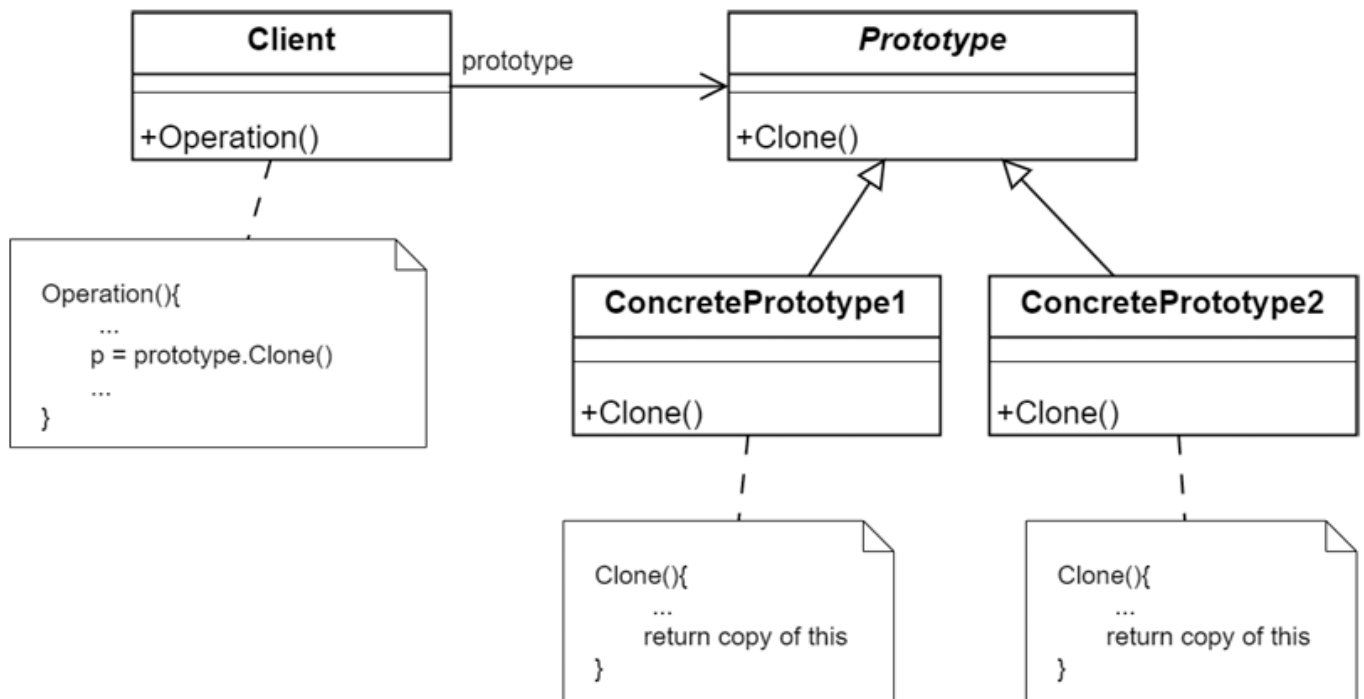 Client
+Operation()
prototype
Prototype
+Clone()
Operation(){
...
p = prototype.Clone()
...
}
ConcretePrototype1
+Clone()
ConcretePrototype2
+Clone()
Clone(){
...
return copy of this
}
Clone(){
...
return copy of this
}